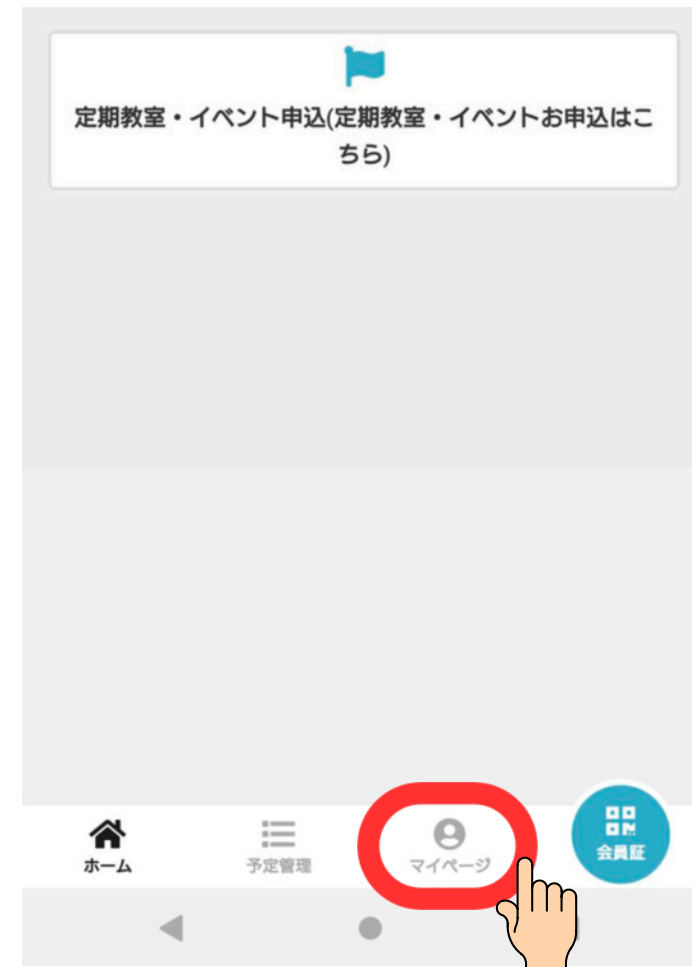 定期教室・イベント申込(定期教室・イベントお申込はこ
ちら)
ホーム
予定管理
マイページ
会員証